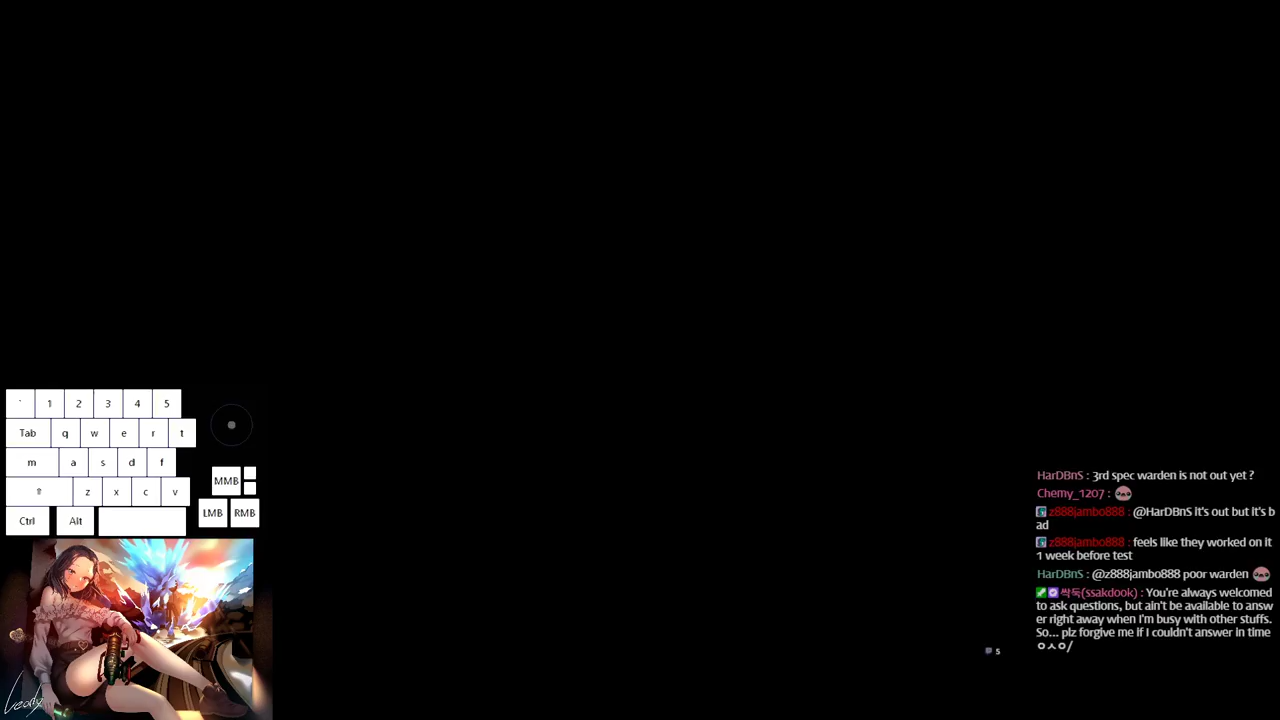 ` 1 2 3 4 5
Tab q w e r t
m a s d f
⇧ z x c v
Ctrl Alt
MMB
LMB RMB
HarDBnS : 3rd spec warden is not out yet ?
Chemy_1207 :
z888jambo888 : @HarDBnS it's out but it's b
ad
z888jambo888 : feels like they worked on it
1 week before test
HarDBnS : @z888jambo888 poor warden
싹둑(ssakdook) : You're always welcomed
to ask questions, but ain't be available to answ
er right away when I'm busy with other stuffs.
So... plz forgive me if I couldn't answer in time
ㅇㅅㅇ/
5